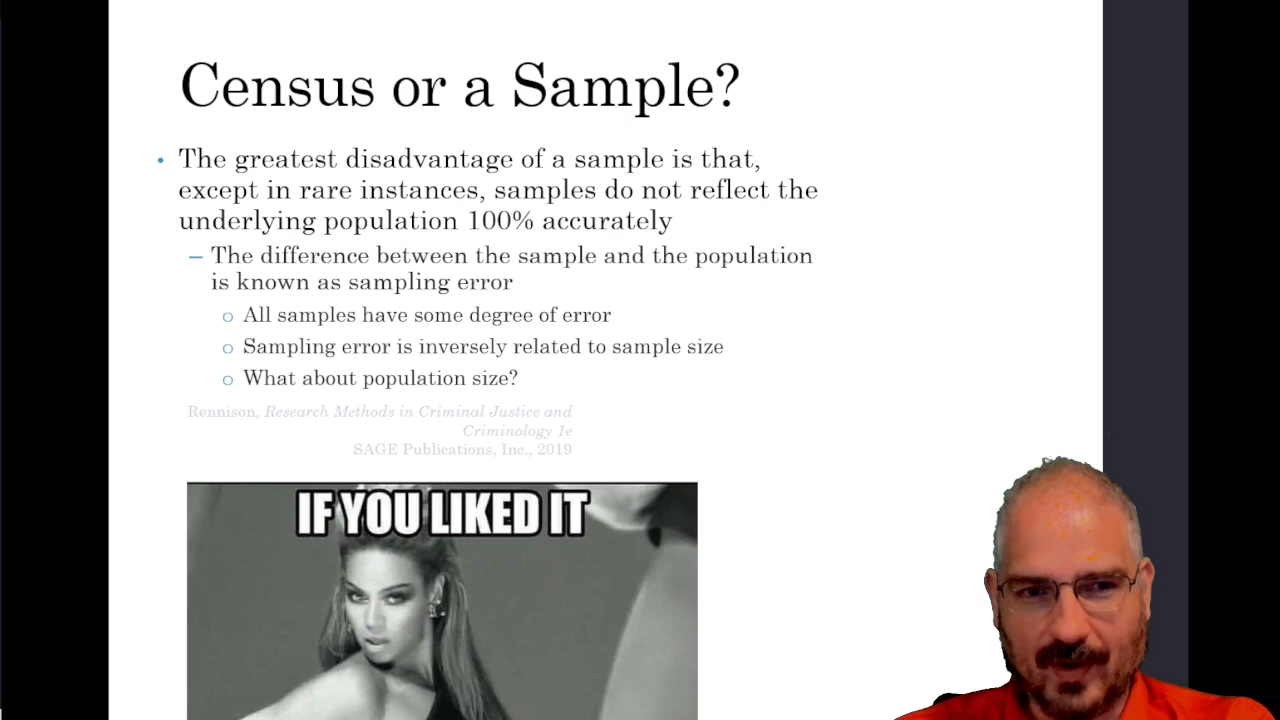 Census or a Sample?
• The greatest disadvantage of a sample is that,
except in rare instances, samples do not reflect the
underlying population 100% accurately
– The difference between the sample and the population
is known as sampling error
o All samples have some degree of error
o Sampling error is inversely related to sample size
o What about population size?
Rennison, Research Methods in Criminal Justice and
Criminology 1e
SAGE Publications, Inc., 2019
IF YOU LIKED IT